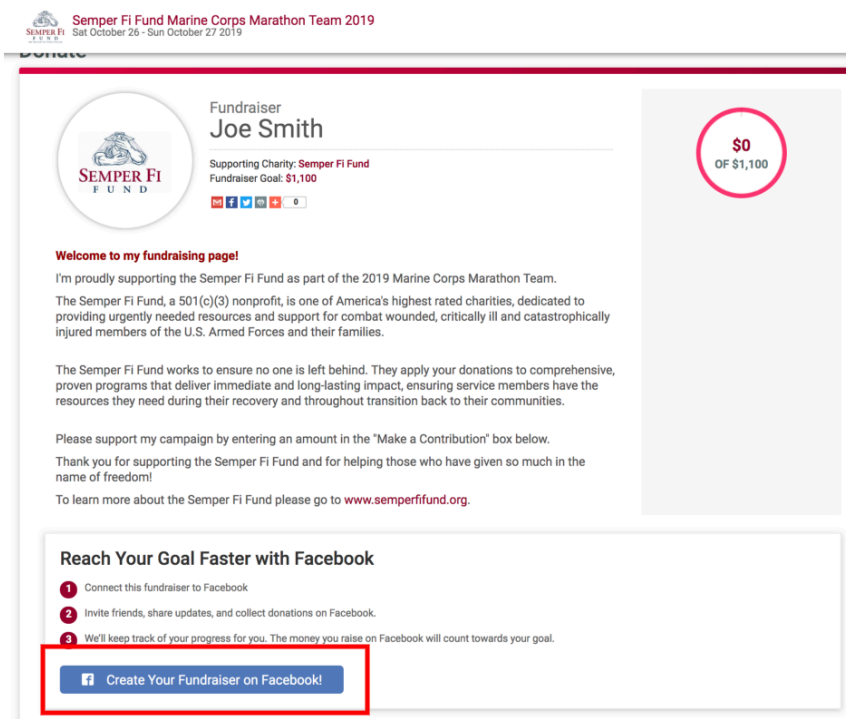 Semper Fi Fund Marine Corps Marathon Team 2019
SEMPER FI
FUND
Sat October 26 - Sun October 27 2019
Donate
Fundraiser
Joe Smith
SEMPER FI
FUND
Supporting Charity: Semper Fi Fund
Fundraiser Goal: $1,100
0
$0
OF $1,100
Welcome to my fundraising page!
I'm proudly supporting the Semper Fi Fund as part of the 2019 Marine Corps Marathon Team.
The Semper Fi Fund, a 501(c)(3) nonprofit, is one of America's highest rated charities, dedicated to
providing urgently needed resources and support for combat wounded, critically ill and catastrophically
injured members of the U.S. Armed Forces and their families.
The Semper Fi Fund works to ensure no one is left behind. They apply your donations to comprehensive,
proven programs that deliver immediate and long-lasting impact, ensuring service members have the
resources they need during their recovery and throughout transition back to their communities.
Please support my campaign by entering an amount in the "Make a Contribution" box below.
Thank you for supporting the Semper Fi Fund and for helping those who have given so much in the
name of freedom!
To learn more about the Semper Fi Fund please go to www.semperfifund.org.
Reach Your Goal Faster with Facebook
1 Connect this fundraiser to Facebook
2 Invite friends, share updates, and collect donations on Facebook.
3 We'll keep track of your progress for you. The money you raise on Facebook will count towards your goal.
Create Your Fundraiser on Facebook!